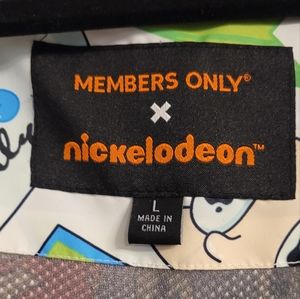 MEMBERS ONLY®
×
nickelodeon™
L
MADE IN
CHINA